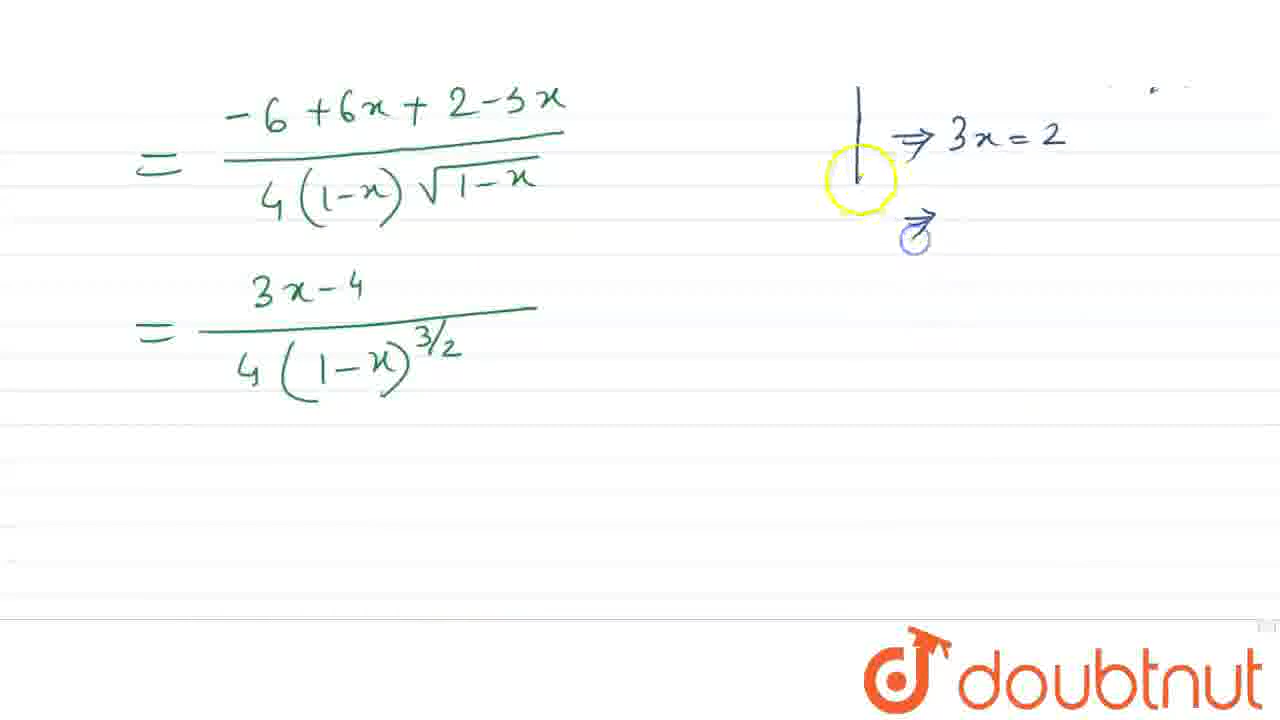 = -6 + 6x + 2 - 3x
4(1-x)√1-x
= 3x - 4
4(1-x)^3/2
⇒ 3x = 2
⇒
doubtnut